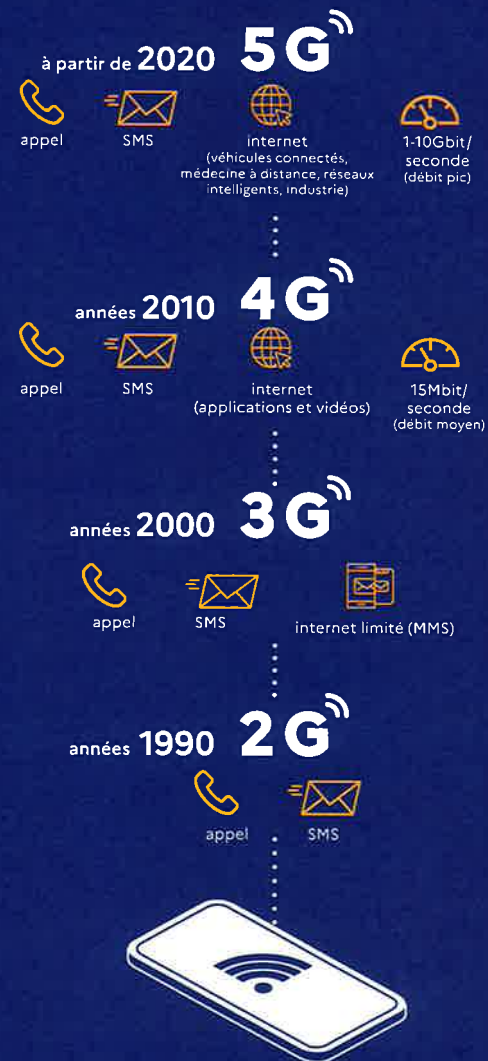 à partir de 2020 5G
appel
SMS
internet
(véhicules connectés,
médecine à distance, réseaux
intelligents, industrie)
1-10Gbit/
seconde
(débit pic)
années 2010 4G
appel
SMS
internet
(applications et vidéos)
15Mbit/
seconde
(débit moyen)
années 2000 3G
appel
SMS
internet limité (MMS)
années 1990 2G
appel
SMS